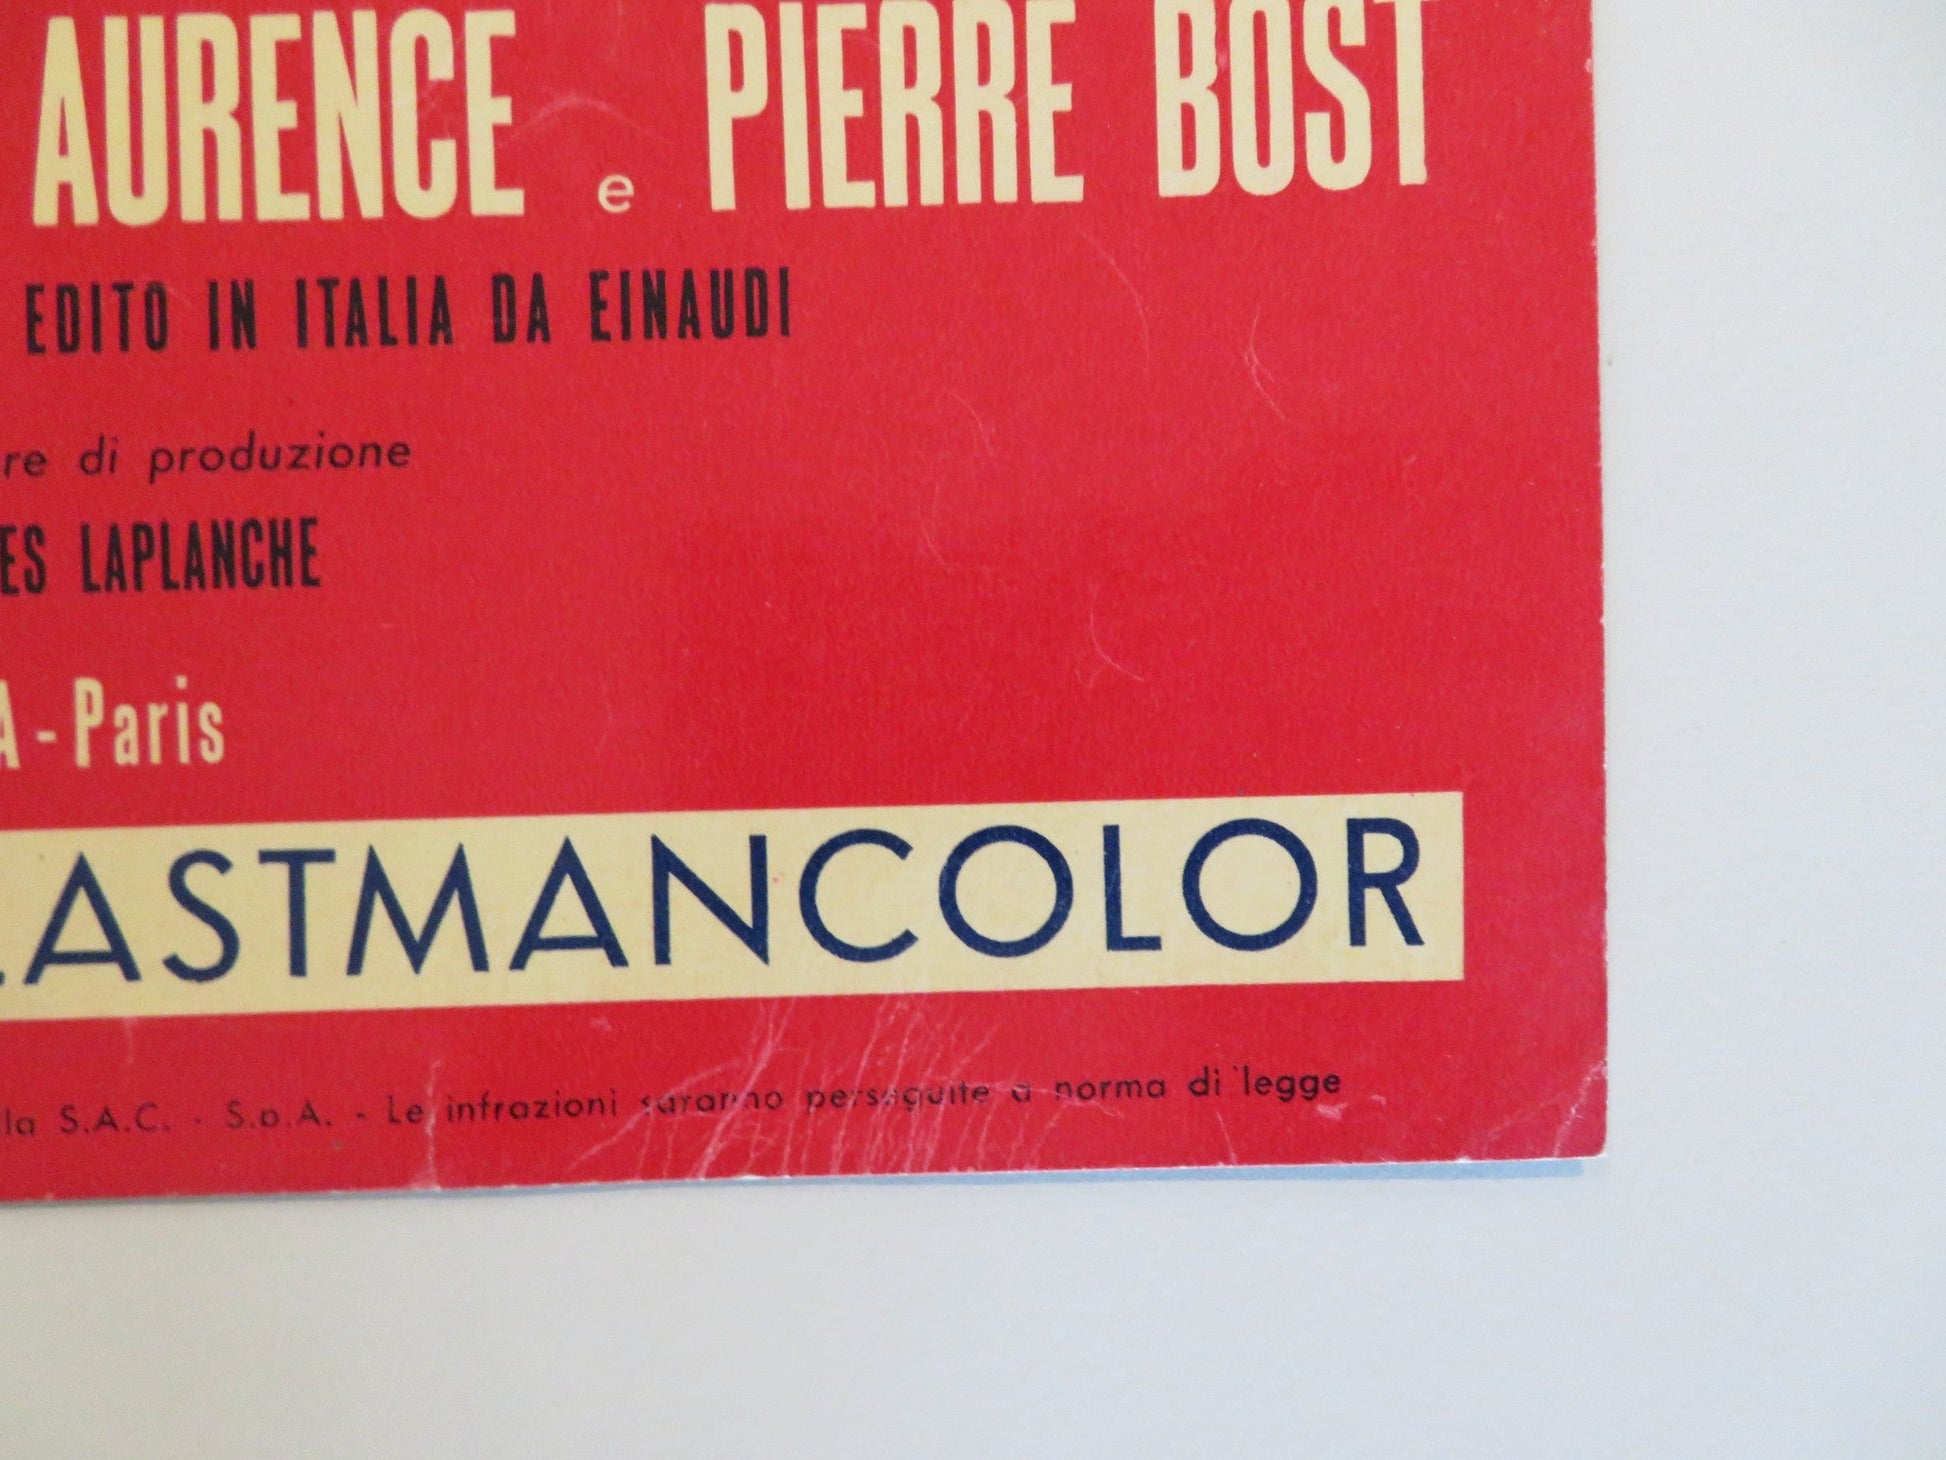 AURENCE e PIERRE BOST
EDITO IN ITALIA DA EINAUDI
re di produzione
ES LAPLANCHE
A - Paris
EASTMANCOLOR
la S.A.C. - S.p.A. - Le infrazioni saranno perseguite a norma di legge